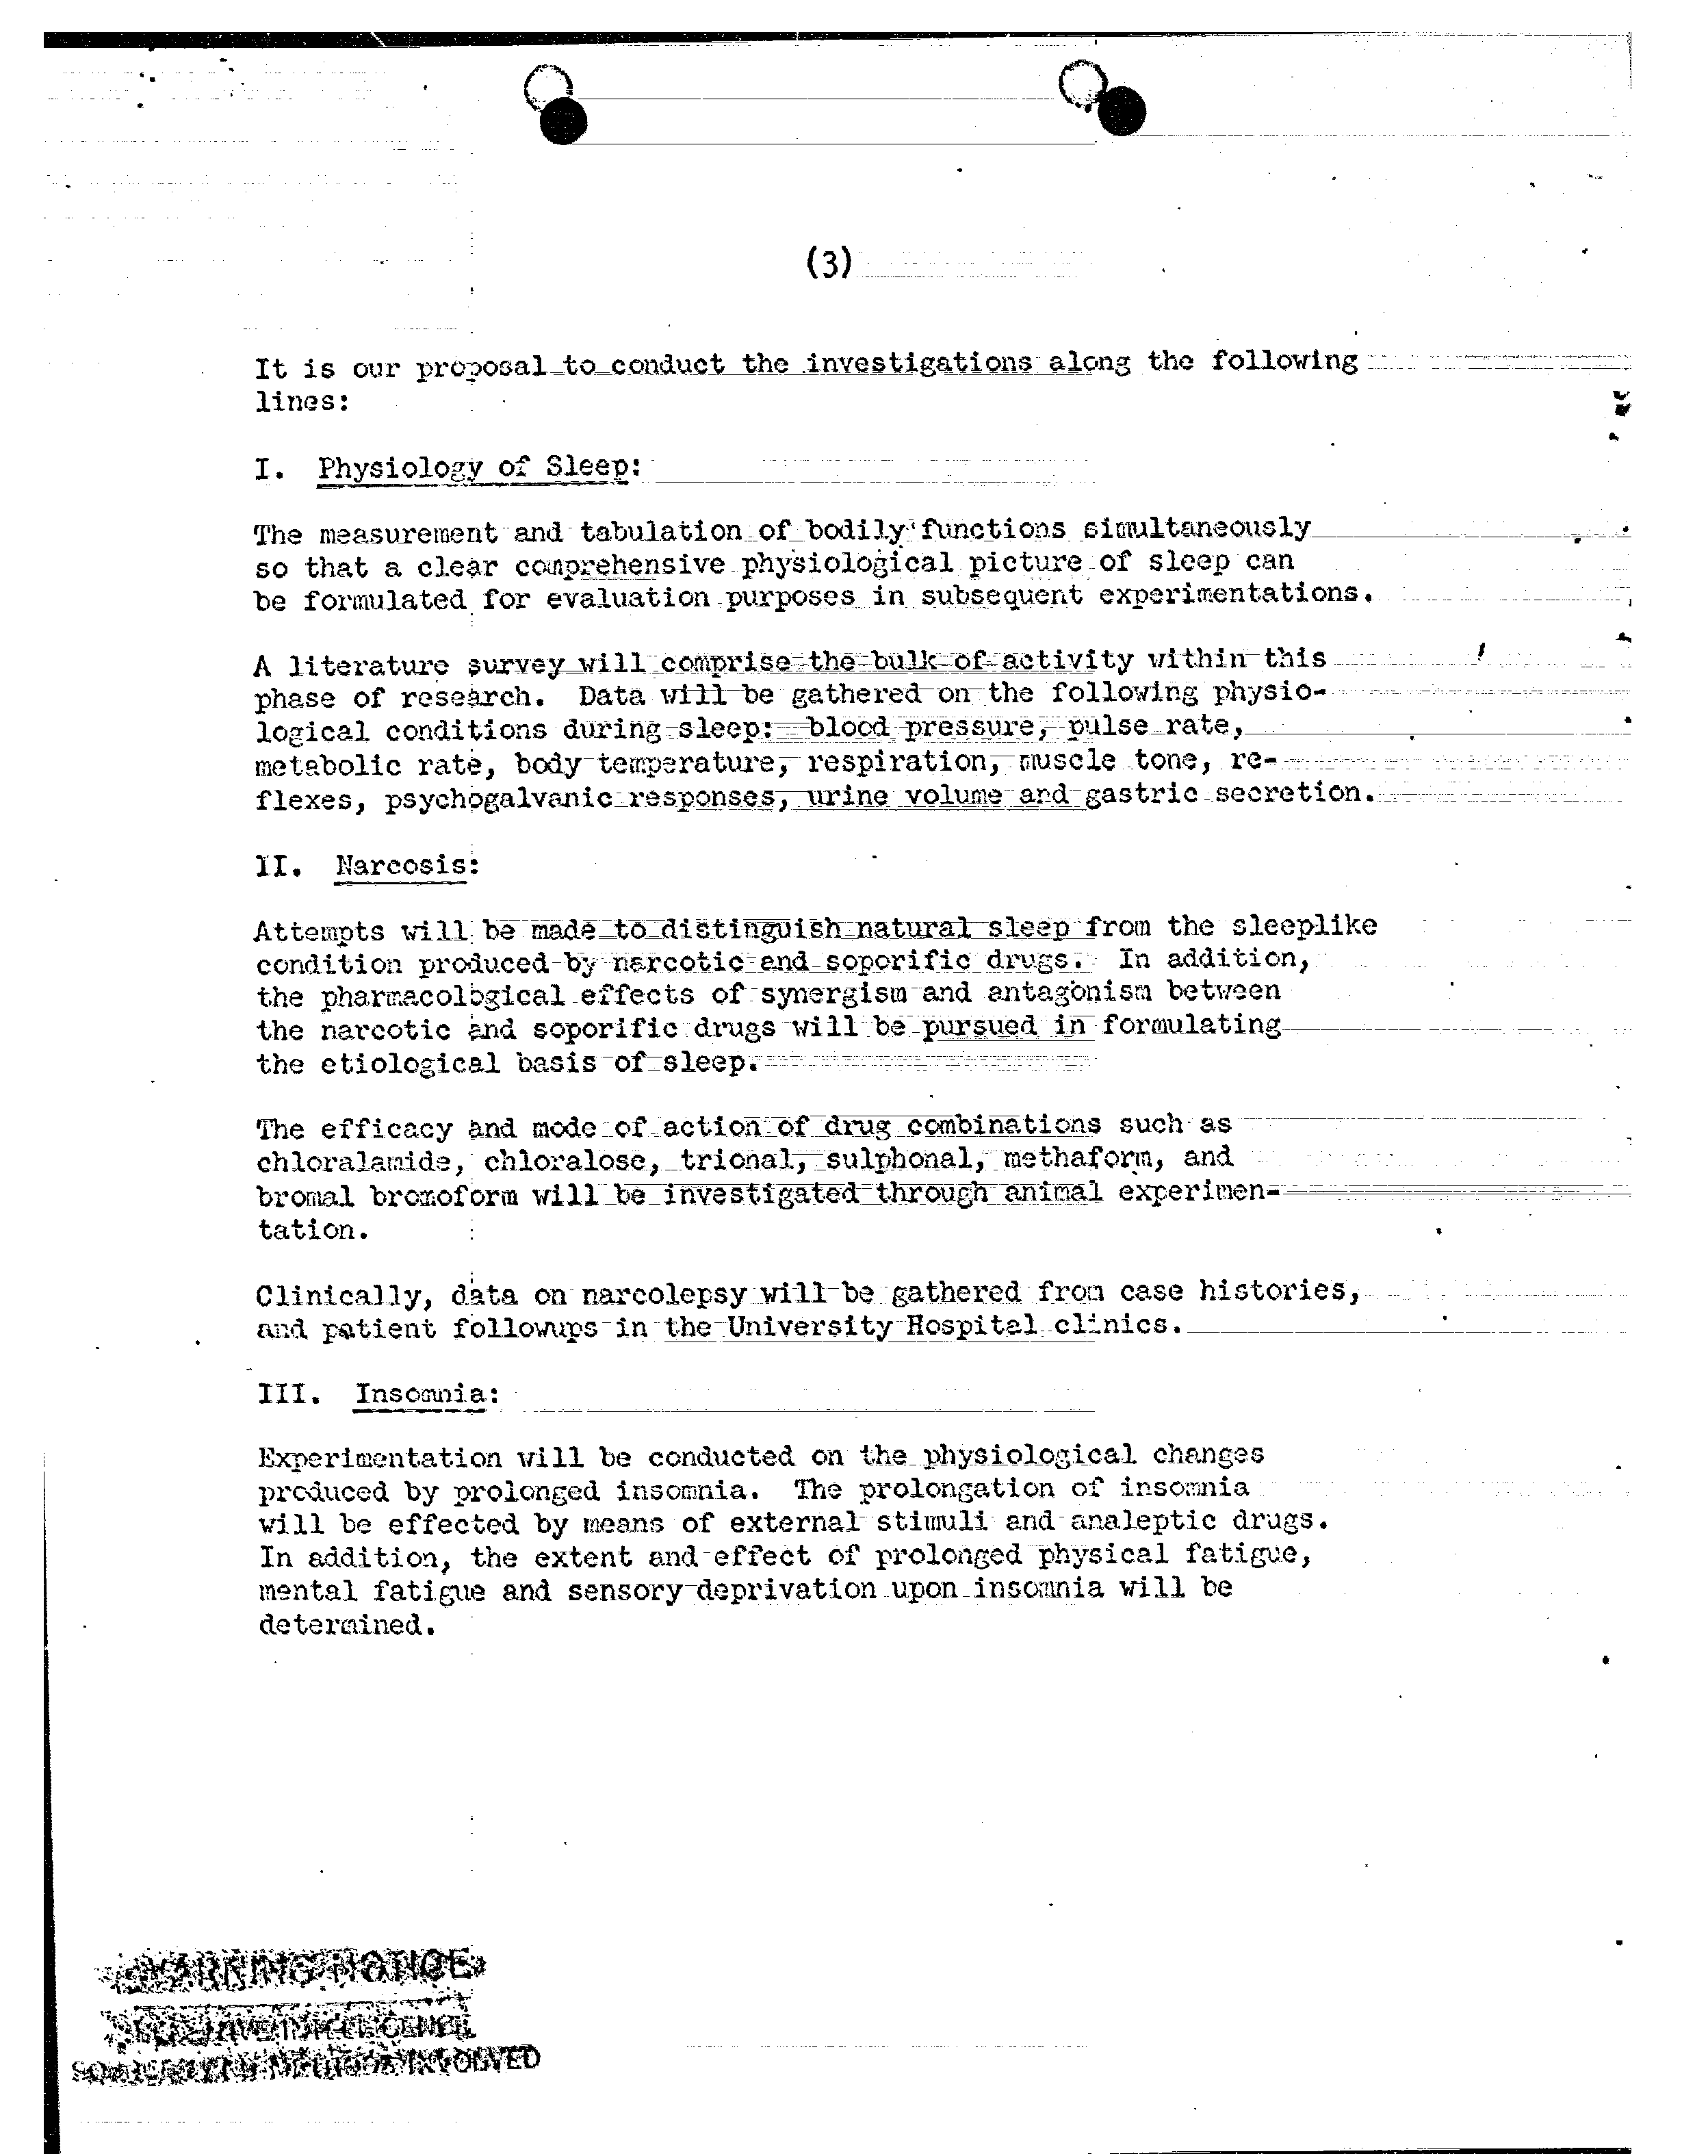 (3)
It is our proposal to conduct the investigations along the following
lines:
I. Physiology of Sleep:
The measurement and tabulation of bodily functions simultaneously
so that a clear comprehensive physiological picture of sleep can
be formulated for evaluation purposes in subsequent experimentations.
A literature survey will comprise the bulk of activity within this
phase of research. Data will be gathered on the following physio-
logical conditions during sleep: blood pressure, pulse rate,
metabolic rate, body temperature, respiration, muscle tone, re-
flexes, psychogalvanic responses, urine volume and gastric secretion.
II. Narcosis:
Attempts will be made to distinguish natural sleep from the sleeplike
condition produced by narcotic and soporific drugs. In addition,
the pharmacological effects of synergism and antagonism between
the narcotic and soporific drugs will be pursued in formulating
the etiological basis of sleep.
The efficacy and mode of action of drug combinations such as
chloralamide, chloralose, trional, sulphonal, methaform, and
bromal bromoform will be investigated through animal experimen-
tation.
Clinically, data on narcolepsy will be gathered from case histories,
and patient followups in the University Hospital clinics.
III. Insomnia:
Experimentation will be conducted on the physiological changes
produced by prolonged insomnia. The prolongation of insomnia
will be effected by means of external stimuli and analeptic drugs.
In addition, the extent and effect of prolonged physical fatigue,
mental fatigue and sensory deprivation upon insomnia will be
determined.
WARNING NOTICE
INVOLVED